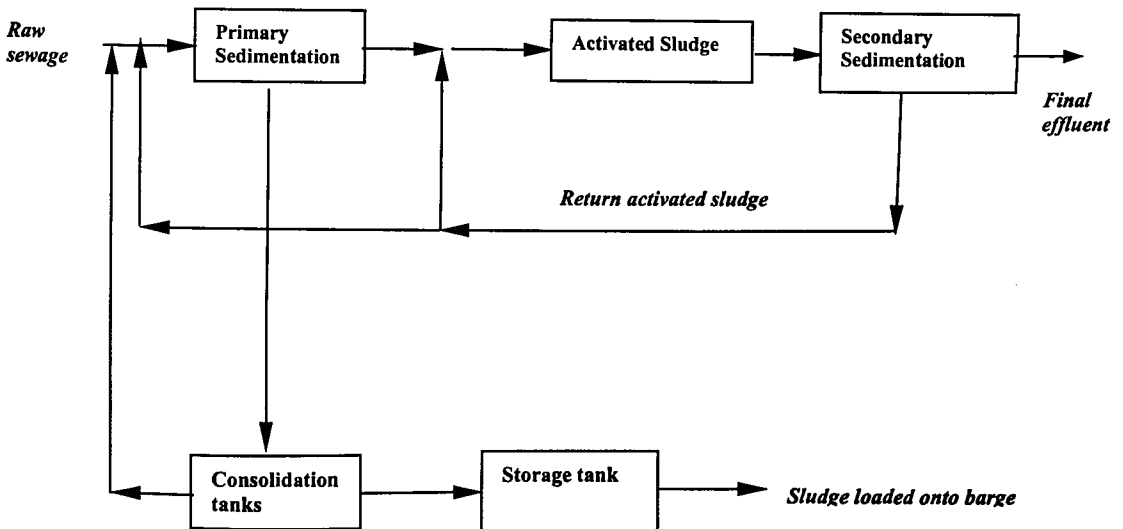 Raw
sewage
Primary
Sedimentation
Activated Sludge
Secondary
Sedimentation
Final
effluent
Return activated sludge
Consolidation
tanks
Storage tank
Sludge loaded onto barge